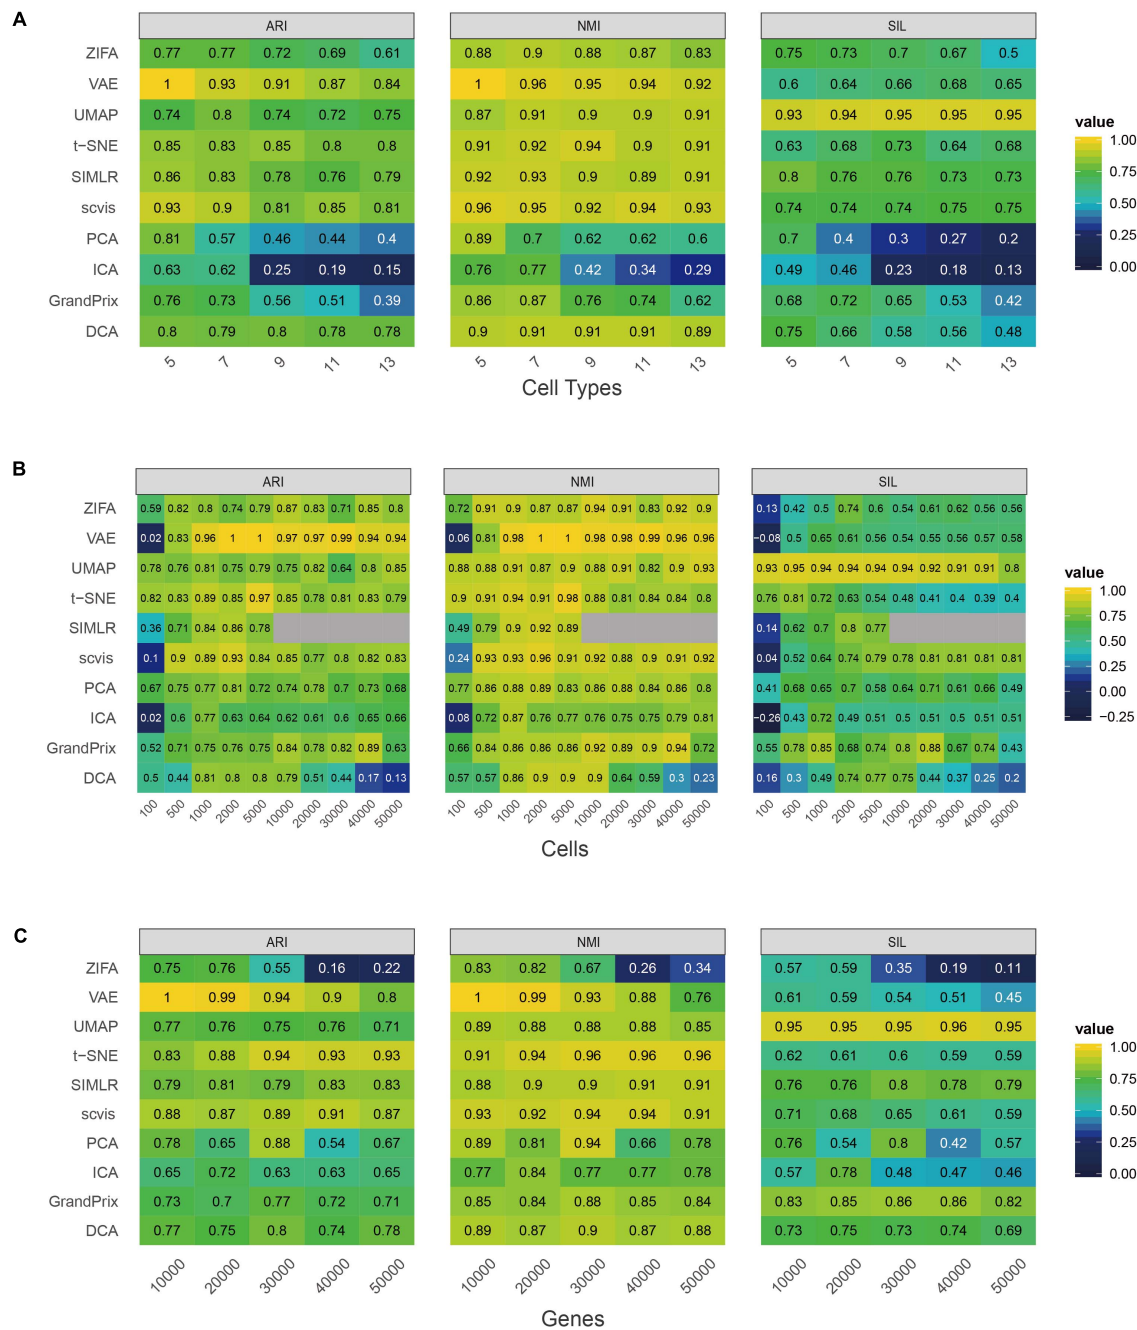 A
ARI NMI SIL
ZIFA 0.77 0.77 0.72 0.69 0.61 0.88 0.9 0.88 0.87 0.83 0.75 0.73 0.7 0.67 0.5
VAE 1 0.93 0.91 0.87 0.84 1 0.96 0.95 0.94 0.92 0.6 0.64 0.66 0.68 0.65
UMAP 0.74 0.8 0.74 0.72 0.75 0.87 0.91 0.9 0.9 0.91 0.93 0.94 0.95 0.95 0.95
t−SNE 0.85 0.83 0.85 0.8 0.8 0.91 0.92 0.94 0.9 0.91 0.63 0.68 0.73 0.64 0.68
SIMLR 0.86 0.83 0.78 0.76 0.79 0.92 0.93 0.9 0.89 0.91 0.8 0.76 0.76 0.73 0.73
scvis 0.93 0.9 0.81 0.85 0.81 0.96 0.95 0.92 0.94 0.93 0.74 0.74 0.74 0.75 0.75
PCA 0.81 0.57 0.46 0.44 0.4 0.89 0.7 0.62 0.62 0.6 0.7 0.4 0.3 0.27 0.2
ICA 0.63 0.62 0.25 0.19 0.15 0.76 0.77 0.42 0.34 0.29 0.49 0.46 0.23 0.18 0.13
GrandPrix 0.76 0.73 0.56 0.51 0.39 0.86 0.87 0.76 0.74 0.62 0.68 0.72 0.65 0.53 0.42
DCA 0.8 0.79 0.8 0.78 0.78 0.9 0.91 0.91 0.91 0.89 0.75 0.66 0.58 0.56 0.48
5 7 9 11 13 5 7 9 11 13 5 7 9 11 13
Cell Types
value
1.00
0.75
0.50
0.25
0.00
B
ARI NMI SIL
ZIFA 0.59 0.82 0.8 0.74 0.79 0.87 0.83 0.71 0.85 0.8 0.72 0.91 0.9 0.87 0.87 0.94 0.91 0.83 0.92 0.9 0.13 0.42 0.5 0.74 0.6 0.54 0.61 0.62 0.56 0.56
VAE 0.02 0.83 0.96 1 1 0.97 0.97 0.99 0.94 0.94 0.06 0.81 0.98 1 1 0.98 0.98 0.99 0.96 0.96 −0.08 0.5 0.65 0.61 0.56 0.54 0.55 0.56 0.57 0.58
UMAP 0.78 0.76 0.81 0.75 0.79 0.75 0.82 0.64 0.8 0.85 0.88 0.88 0.91 0.87 0.9 0.88 0.91 0.82 0.9 0.93 0.93 0.95 0.94 0.94 0.94 0.94 0.92 0.91 0.91 0.8
t−SNE 0.82 0.83 0.89 0.85 0.97 0.85 0.78 0.81 0.83 0.79 0.9 0.91 0.94 0.91 0.98 0.88 0.81 0.84 0.84 0.8 0.76 0.81 0.72 0.63 0.54 0.48 0.41 0.4 0.39 0.4
SIMLR 0.36 0.71 0.84 0.86 0.78 0.49 0.79 0.9 0.92 0.89 0.14 0.62 0.7 0.8 0.77
scvis 0.1 0.9 0.89 0.93 0.84 0.85 0.77 0.8 0.82 0.83 0.24 0.93 0.93 0.96 0.91 0.92 0.88 0.9 0.91 0.92 0.04 0.52 0.64 0.74 0.79 0.78 0.81 0.81 0.81 0.81
PCA 0.67 0.75 0.77 0.81 0.72 0.74 0.78 0.7 0.73 0.68 0.77 0.86 0.88 0.89 0.83 0.86 0.88 0.84 0.86 0.8 0.41 0.68 0.65 0.7 0.58 0.64 0.71 0.61 0.66 0.49
ICA 0.02 0.6 0.77 0.63 0.64 0.62 0.61 0.6 0.65 0.66 0.08 0.72 0.87 0.76 0.77 0.76 0.75 0.75 0.79 0.81 −0.26 0.43 0.72 0.49 0.51 0.5 0.51 0.5 0.51 0.51
GrandPrix 0.52 0.71 0.75 0.76 0.75 0.84 0.78 0.82 0.89 0.63 0.66 0.84 0.86 0.86 0.86 0.92 0.89 0.9 0.94 0.72 0.55 0.78 0.85 0.68 0.74 0.8 0.88 0.67 0.74 0.43
DCA 0.5 0.44 0.81 0.8 0.8 0.79 0.51 0.44 0.17 0.13 0.57 0.57 0.86 0.9 0.9 0.9 0.64 0.59 0.3 0.23 0.16 0.3 0.49 0.74 0.77 0.75 0.44 0.37 0.25 0.2
100 500 1000 2000 5000 10000 20000 30000 40000 50000 100 500 1000 2000 5000 10000 20000 30000 40000 50000 100 500 1000 2000 5000 10000 20000 30000 40000 50000
Cells
value
1.00
0.75
0.50
0.25
0.00
−0.25
C
ARI NMI SIL
ZIFA 0.75 0.76 0.55 0.16 0.22 0.83 0.82 0.67 0.26 0.34 0.57 0.59 0.35 0.19 0.11
VAE 1 0.99 0.94 0.9 0.8 1 0.99 0.93 0.88 0.76 0.61 0.59 0.54 0.51 0.45
UMAP 0.77 0.76 0.75 0.76 0.71 0.89 0.88 0.88 0.88 0.85 0.95 0.95 0.95 0.96 0.95
t−SNE 0.83 0.88 0.94 0.93 0.93 0.91 0.94 0.96 0.96 0.96 0.62 0.61 0.6 0.59 0.59
SIMLR 0.79 0.81 0.79 0.83 0.83 0.88 0.9 0.9 0.91 0.91 0.76 0.76 0.8 0.78 0.79
scvis 0.88 0.87 0.89 0.91 0.87 0.93 0.92 0.94 0.94 0.91 0.71 0.68 0.65 0.61 0.59
PCA 0.78 0.65 0.88 0.54 0.67 0.89 0.81 0.94 0.66 0.78 0.76 0.54 0.8 0.42 0.57
ICA 0.65 0.72 0.63 0.63 0.65 0.77 0.84 0.77 0.77 0.78 0.57 0.78 0.48 0.47 0.46
GrandPrix 0.73 0.7 0.77 0.72 0.71 0.85 0.84 0.88 0.85 0.84 0.83 0.85 0.86 0.86 0.82
DCA 0.77 0.75 0.8 0.74 0.78 0.89 0.87 0.9 0.87 0.88 0.73 0.75 0.73 0.74 0.69
10000 20000 30000 40000 50000 10000 20000 30000 40000 50000 10000 20000 30000 40000 50000
Genes
value
1.00
0.75
0.50
0.25
0.00